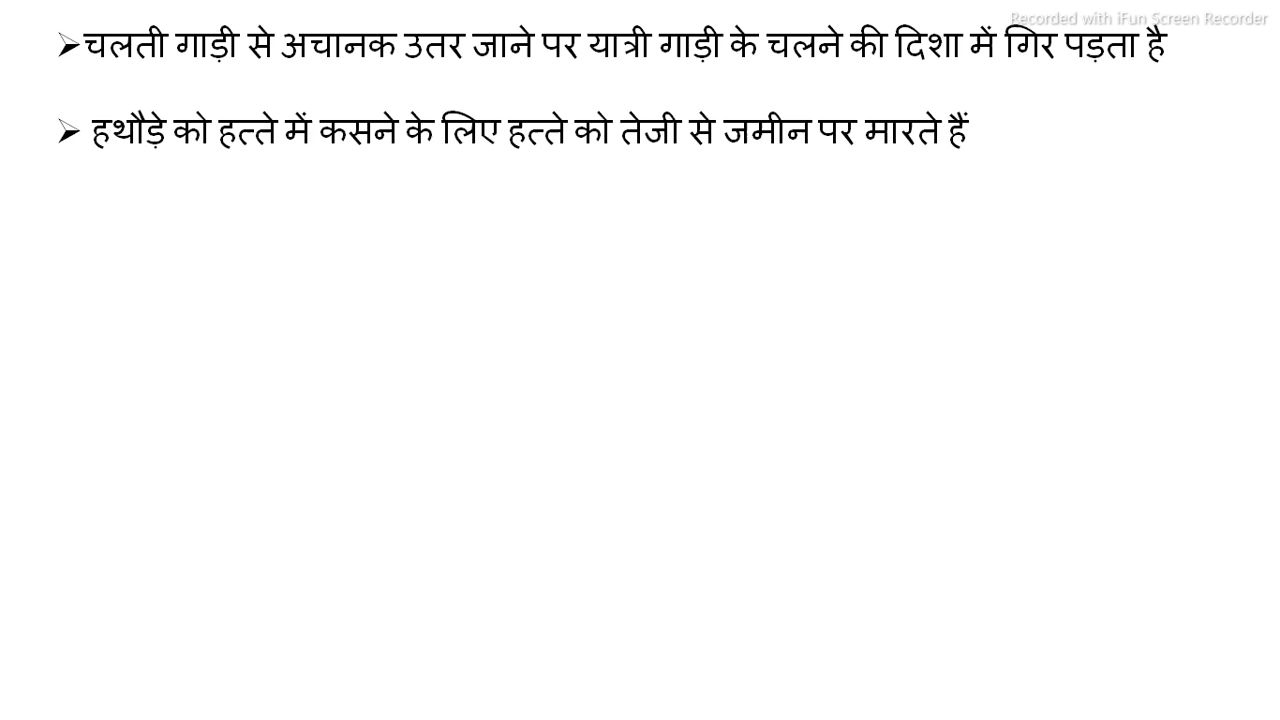 Recorded with iFun Screen Recorder
➢चलती गाड़ी से अचानक उतर जाने पर यात्री गाड़ी के चलने की दिशा में गिर पड़ता है
➢ हथौड़े को हत्ते में कसने के लिए हत्ते को तेजी से जमीन पर मारते हैं